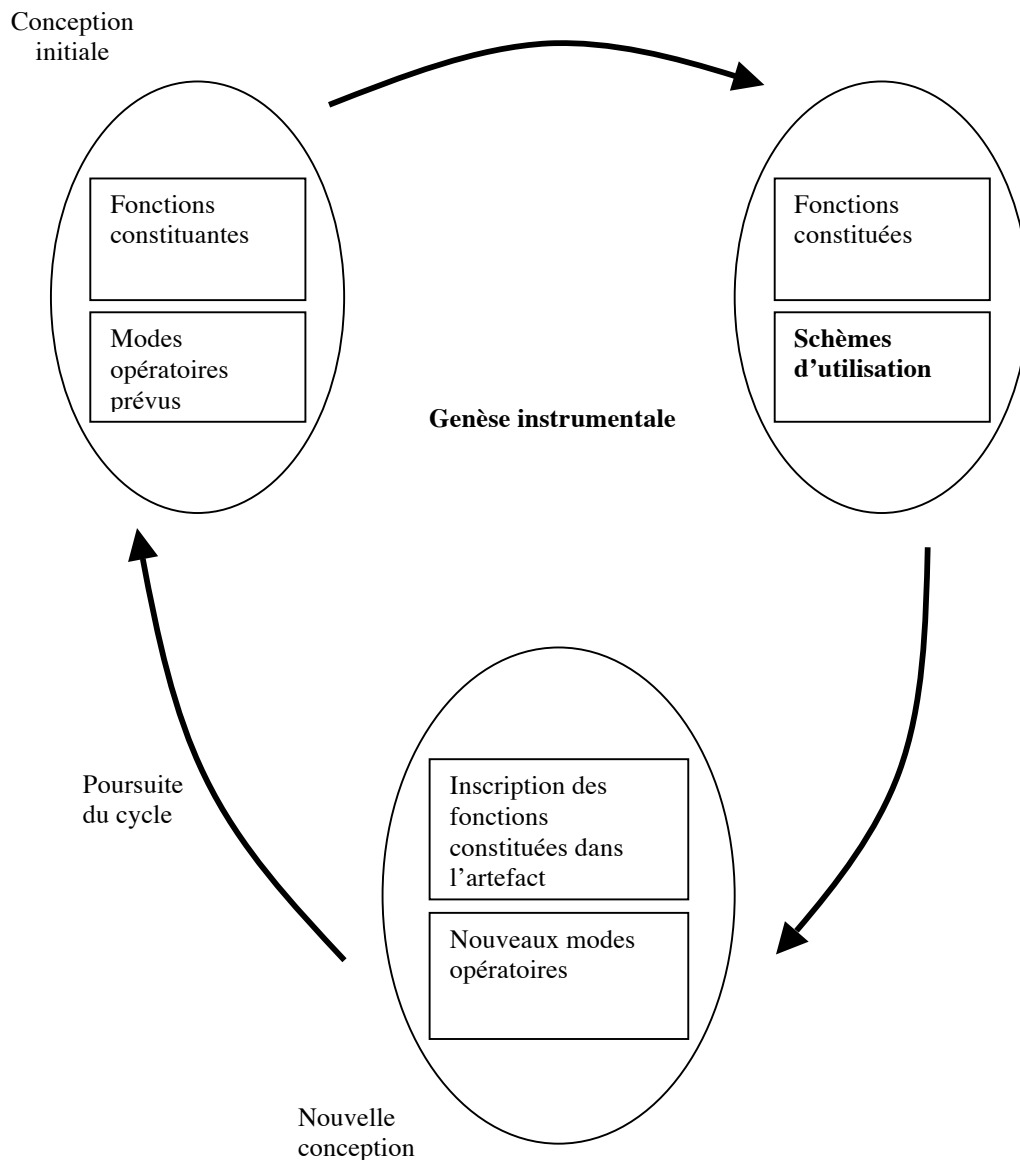 Conception
initiale
Fonctions
constituantes
Modes
opératoires
prévus
Fonctions
constituées
Schèmes
d’utilisation
Genèse instrumentale
Poursuite
du cycle
Inscription des
fonctions
constituées dans
l’artefact
Nouveaux modes
opératoires
Nouvelle
conception